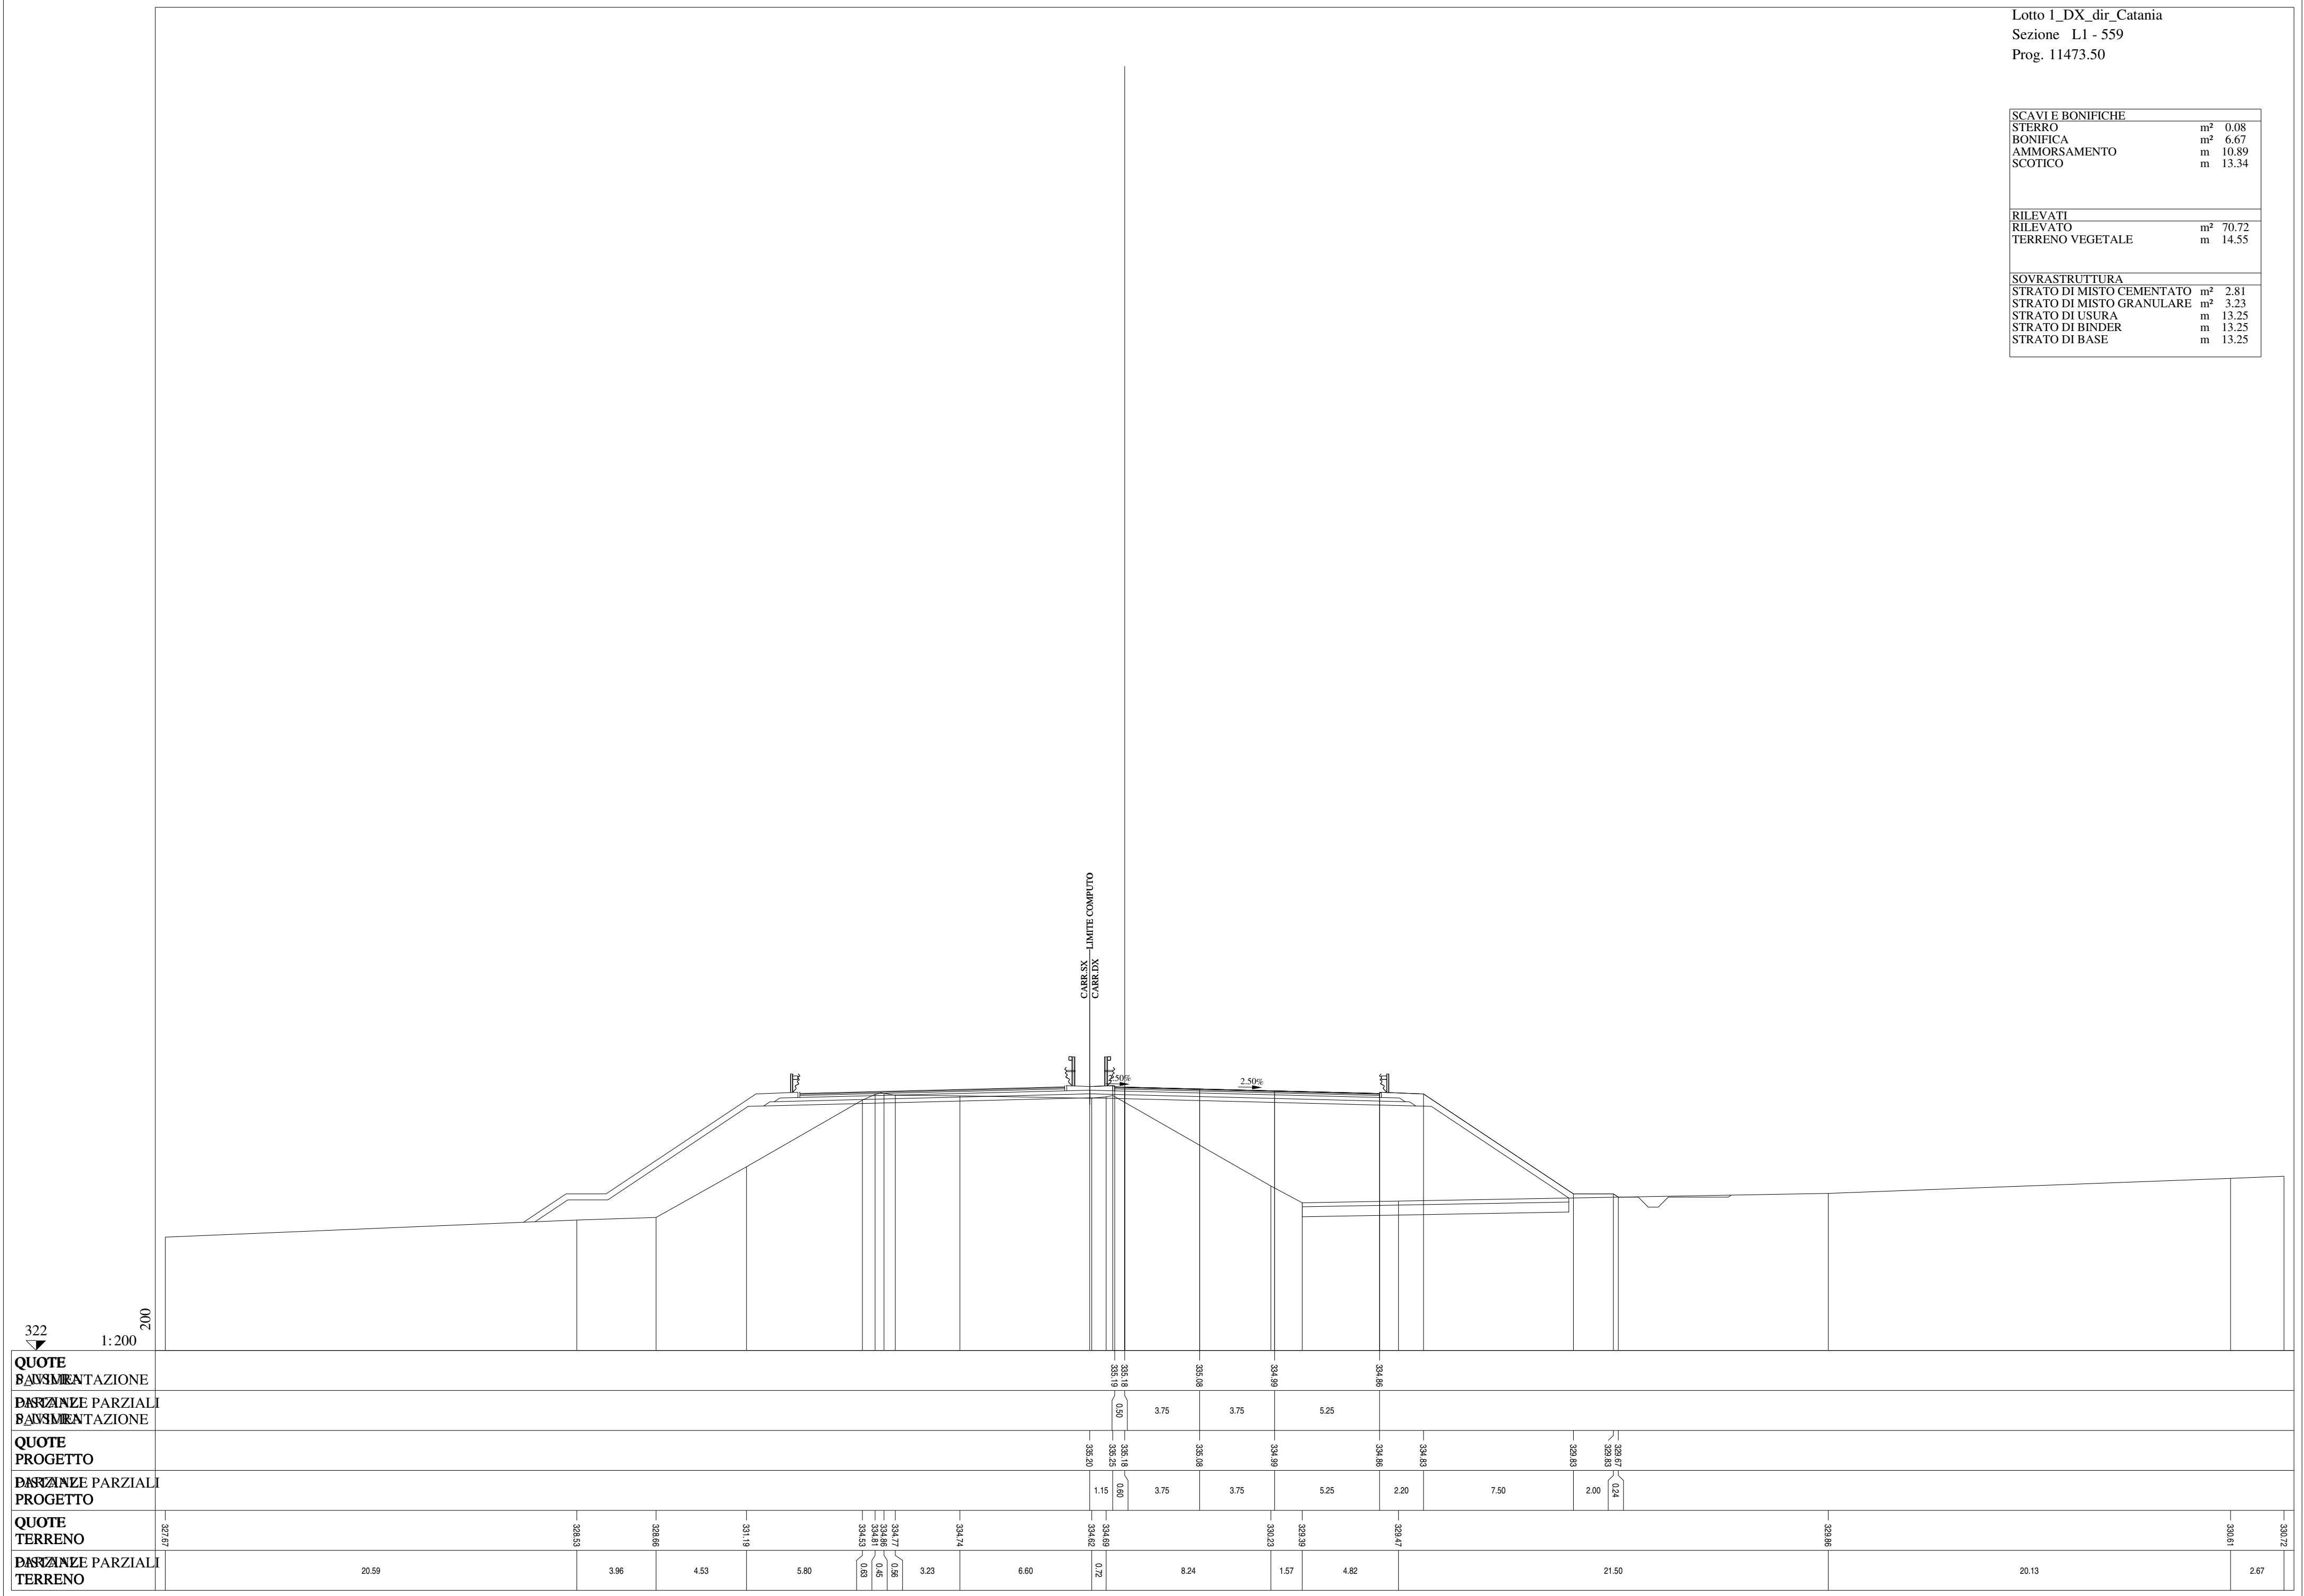 Lotto 1_DX_dir_Catania
Sezione L1 - 559
Prog. 11473.50
SCAVI E BONIFICHE
STERRO m² 0.08
BONIFICA m² 6.67
AMMORSAMENTO m 10.89
SCOTICO m 13.34
RILEVATI
RILEVATO m² 70.72
TERRENO VEGETALE m 14.55
SOVRASTRUTTURA
STRATO DI MISTO CEMENTATO m² 2.81
STRATO DI MISTO GRANULARE m² 3.23
STRATO DI USURA m 13.25
STRATO DI BINDER m 13.25
STRATO DI BASE m 13.25
LIMITE COMPUTO
CARR.SX
CARR.DX
2.50%
2.50%
200
322
1:200
QUOTE
PAVIMENTAZIONE
335.19 335.18 335.08 334.99 334.86
PARZIALI
PAVIMENTAZIONE
0.50 3.75 3.75 5.25
QUOTE
PROGETTO
335.20 335.25 335.18 335.08 334.99 334.86 334.83 329.83 329.83 329.67
PARZIALI
PROGETTO
1.15 0.60 3.75 3.75 5.25 2.20 7.50 2.00 0.24
QUOTE
TERRENO
327.67 328.53 328.66 331.19 334.53 334.81 334.86 334.77 334.74 334.62 334.69 330.23 329.39 329.47 329.86 330.61 330.72
PARZIALI
TERRENO
20.59 3.96 4.53 5.80 0.63 0.45 0.56 3.23 6.60 0.72 8.24 1.57 4.82 21.50 20.13 2.67